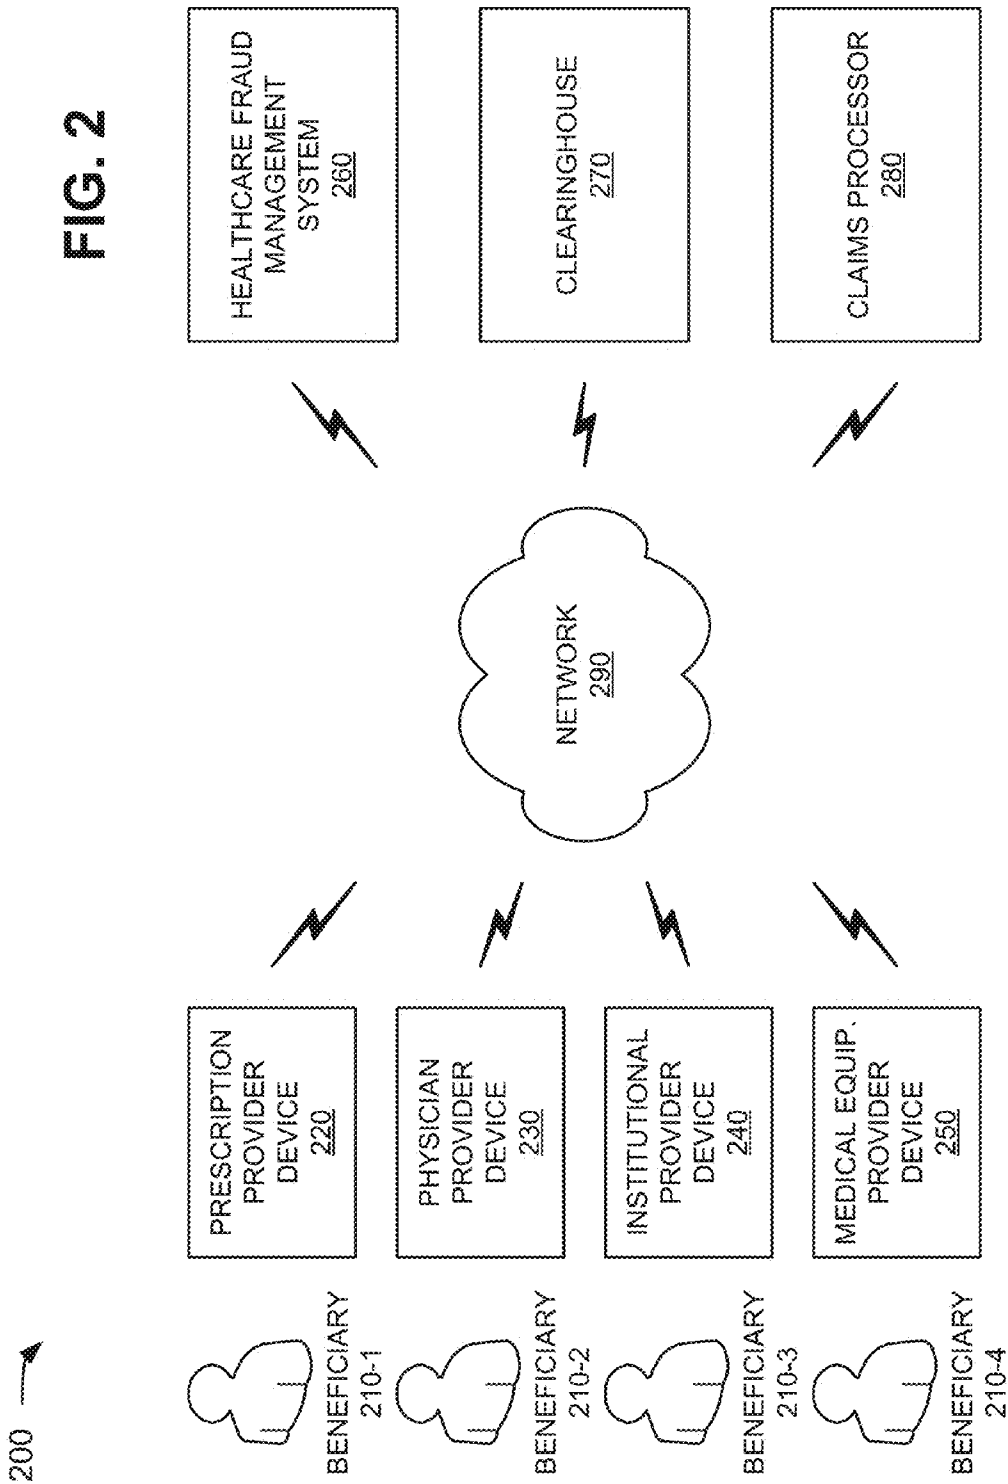 FIG. 2
200
BENEFICIARY
210-1
PRESCRIPTION
PROVIDER
DEVICE
220
BENEFICIARY
210-2
PHYSICIAN
PROVIDER
DEVICE
230
BENEFICIARY
210-3
INSTITUTIONAL
PROVIDER
DEVICE
240
BENEFICIARY
210-4
MEDICAL EQUIP.
PROVIDER
DEVICE
250
NETWORK
290
HEALTHCARE FRAUD
MANAGEMENT
SYSTEM
260
CLEARINGHOUSE
270
CLAIMS PROCESSOR
280